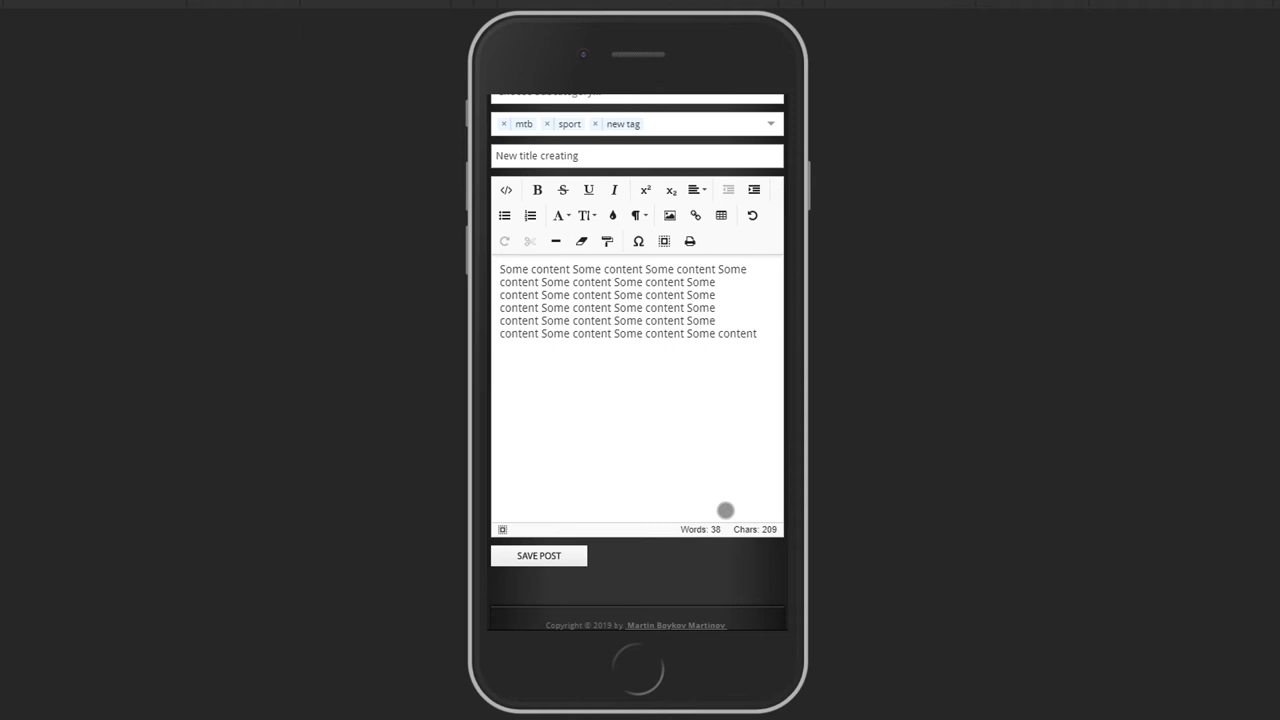 × mtb × sport × new tag
New title creating
Some content Some content Some content Some
content Some content Some content Some
content Some content Some content Some
content Some content Some content Some
content Some content Some content Some
content Some content Some content Some content
Words: 38 Chars: 209
SAVE POST
Copyright © 2019 by Martin Boykov Martinov